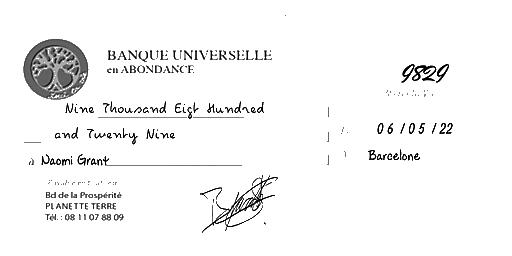 BANQUE UNIVERSELLE
en ABONDANCE
9829
Nine Thousand Eigt Hundred
and Twenty Nine
06/05/22
à Naomi Grant
Barcelone
Bd de la Prospérité
PLANETTE TERRE
Tél. : 08 11 07 88 09